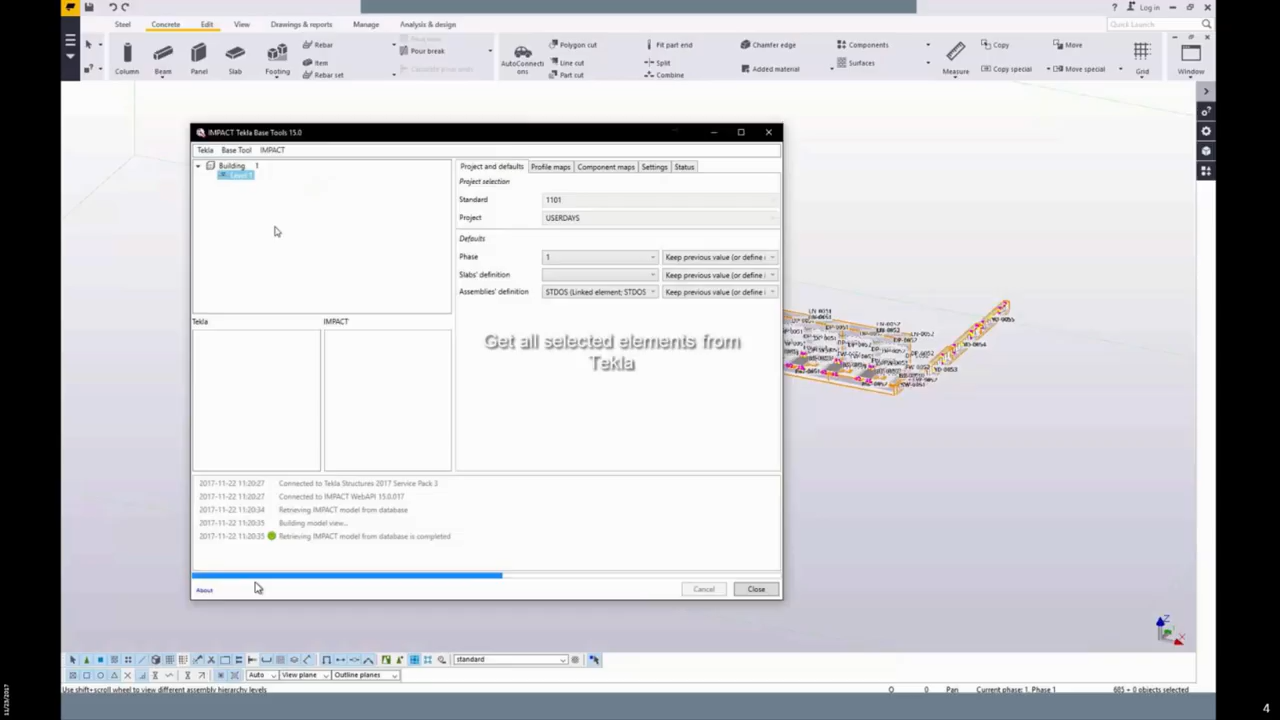 ? Log in
Steel Concrete Edit View Drawings & reports Manage Analysis & design
Quick Launch
Rebar Polygon cut Fit part end Chamfer edge Components Copy Move
Pour break
Item Line cut Split Surfaces
Column Beam Panel Slab Footing AutoConnecti ons Measure Grid Window
Added material Copy special Move special
Rebar set Part cut Combine
IMPACT Tekla Base Tools 15.0
Tekla Base Tool IMPACT
Building 1
Level 1
Project and defaults Profile maps Component maps Settings Status
Project selection
Standard 1101
Project USERDAYS
Defaults
Phase 1 Keep previous value (or define i
Slabs' definition Keep previous value (or define i
Assemblies' definition STDOS (Linked element; STDOS Keep previous value (or define i
Tekla IMPACT
Get all selected elements from
Tekla
2017-11-22 11:20:27 Connected to Tekla Structures 2017 Service Pack 3
2017-11-22 11:20:27 Connected to IMPACT WebAPI 15.0.017
2017-11-22 11:20:34 Retrieving IMPACT model from database
2017-11-22 11:20:35 Building model view...
2017-11-22 11:20:35 Retrieving IMPACT model from database is completed
About Cancel Close
Z
standard
Auto View plane Outline planes
Use shift+scroll wheel to view different assembly hierarchy levels
O 0 Pan Current phase: 1, Phase 1 685 + 0 objects selected
11/23/2017
4